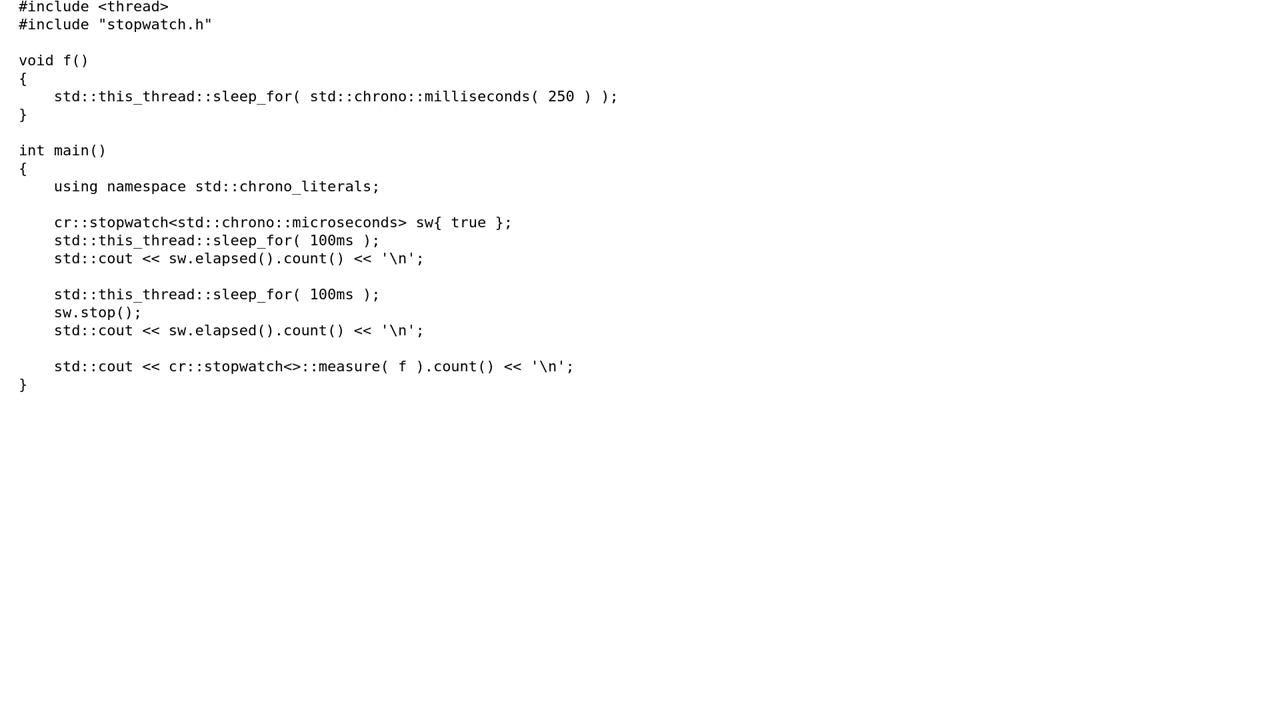 #include <thread>
#include "stopwatch.h"

void f()
{
    std::this_thread::sleep_for( std::chrono::milliseconds( 250 ) );
}

int main()
{
    using namespace std::chrono_literals;

    cr::stopwatch<std::chrono::microseconds> sw{ true };
    std::this_thread::sleep_for( 100ms );
    std::cout << sw.elapsed().count() << '\n';

    std::this_thread::sleep_for( 100ms );
    sw.stop();
    std::cout << sw.elapsed().count() << '\n';

    std::cout << cr::stopwatch<>::measure( f ).count() << '\n';
}